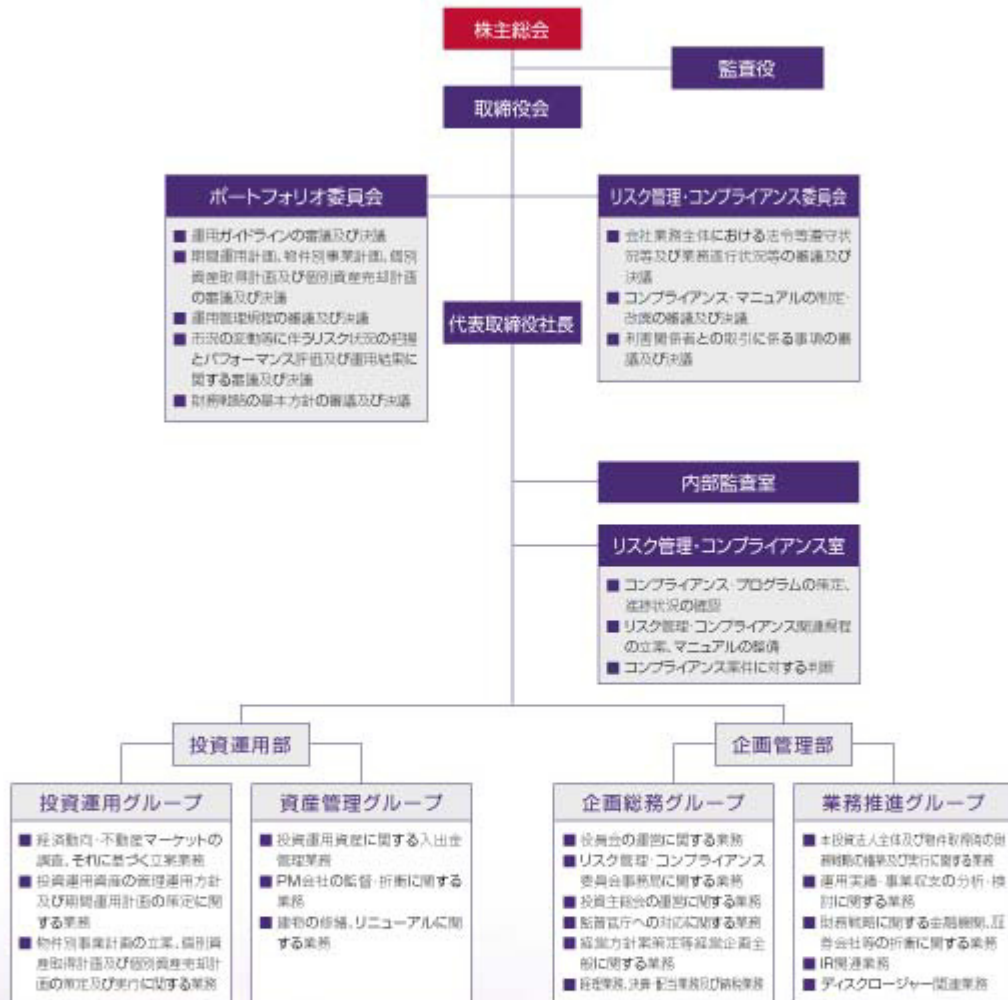 株主総会
監査役
取締役会
ポートフォリオ委員会
■ 運用ガイドラインの審議及び決議
■ 期間運用計画、物件別事業計画、個別
資産取得計画及び個別資産売却計画
の審議及び決議
■ 運用管理規程の審議及び決議
■ 市況の変動等に伴うリスク状況の把握
とパフォーマンス評価及び運用結果に
関する審議及び決議
■ 財務戦略の基本方針の審議及び決議
リスク管理・コンプライアンス委員会
■ 会社業務全体における法令等遵守状
況等及び業務遂行状況等の審議及び
決議
■ コンプライアンス・マニュアルの制定・
改廃の審議及び決議
■ 利害関係者との取引に係る事項の審
議及び決議
代表取締役社長
内部監査室
リスク管理・コンプライアンス室
■ コンプライアンス・プログラムの策定、
進捗状況の確認
■ リスク管理・コンプライアンス関連規程
の立案、マニュアルの整備
■ コンプライアンス案件に対する判断
投資運用部
企画管理部
投資運用グループ
■ 経済動向・不動産マーケットの
調査、それに基づく立案業務
■ 投資運用資産の管理運用方針
及び期間運用計画の策定に関
する業務
■ 物件別事業計画の立案、個別資
産取得計画及び個別資産売却計
画の策定及び実行に関する業務
資産管理グループ
■ 投資運用資産に関する入出金
管理業務
■ PM会社の監督・折衝に関する
業務
■ 建物の修繕、リニューアルに関
する業務
企画総務グループ
■ 役員会の運営に関する業務
■ リスク管理・コンプライアンス
委員会事務局に関する業務
■ 投資主総会の運営に関する業務
■ 監督官庁への対応に関する業務
■ 経営方針案策定等経営企画全
般に関する業務
■ 経理業務、決算・配当業務及び納税業務
業務推進グループ
■ 本投資法人全体及び物件取得時の財
務戦略の構築及び実行に関する業務
■ 運用実績・事業収支の分析・検
討に関する業務
■ 財務戦略に関する金融機関、証
券会社等の折衝に関する業務
■ IR関連業務
■ ディスクロージャー関連業務